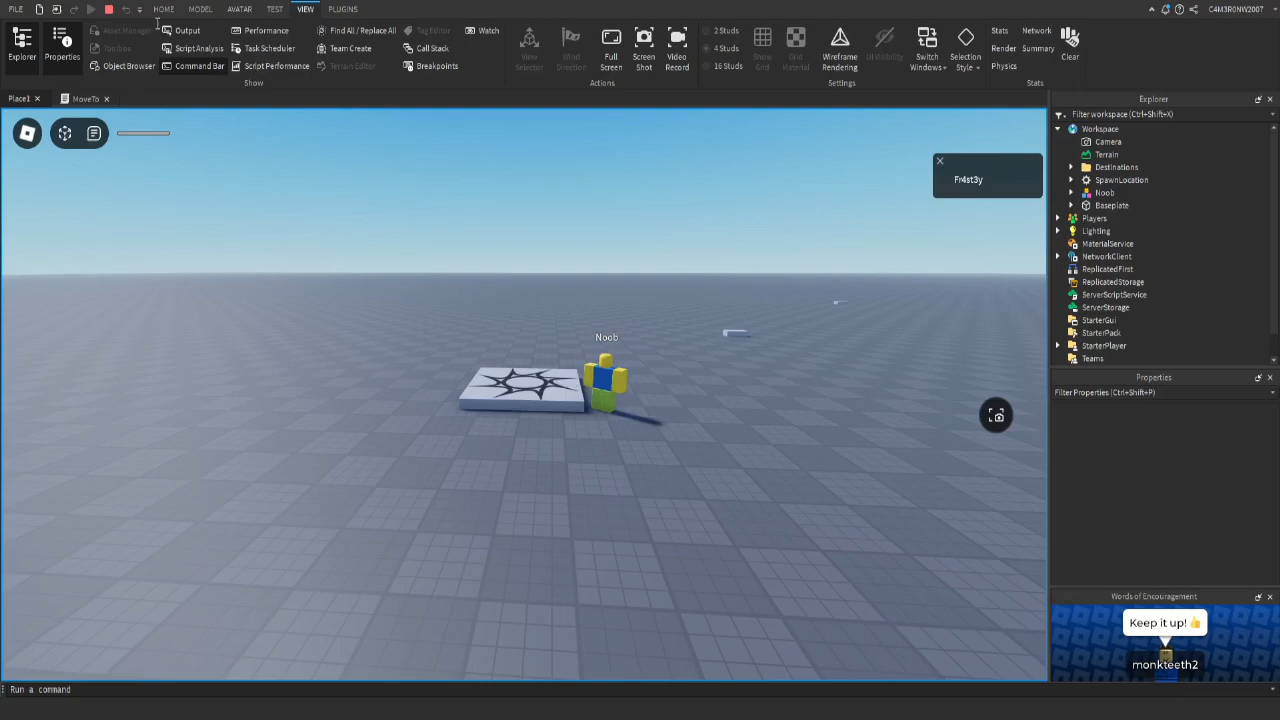 FILE HOME MODEL AVATAR TEST VIEW PLUGINS C4M3R0NW2007
Explorer
Properties
Asset Manager
Toolbox
Object Browser
Output
Script Analysis
Command Bar
Performance
Task Scheduler
Script Performance
Find All / Replace All
Team Create
Terrain Editor
Tag Editor
Call Stack
Breakpoints
Watch
Show
View
Selector
Wind
Direction
Full
Screen
Screen
Shot
Video
Record
Actions
2 Studs
4 Studs
16 Studs
Show
Grid
Grid
Material
Wireframe
Rendering
UI Visibility
Switch
Windows
Selection
Style
Settings
Stats Network
Render Summary
Physics
Clear
Stats
Place1
MoveTo
Fr4st3y
Noob
Explorer
Filter workspace (Ctrl+Shift+X)
Workspace
Camera
Terrain
Destinations
SpawnLocation
Noob
Baseplate
Players
Lighting
MaterialService
NetworkClient
ReplicatedFirst
ReplicatedStorage
ServerScriptService
ServerStorage
StarterGui
StarterPack
StarterPlayer
Teams
Properties
Filter Properties (Ctrl+Shift+P)
Words of Encouragement
Keep it up!👍
monkteeth2
Run a command